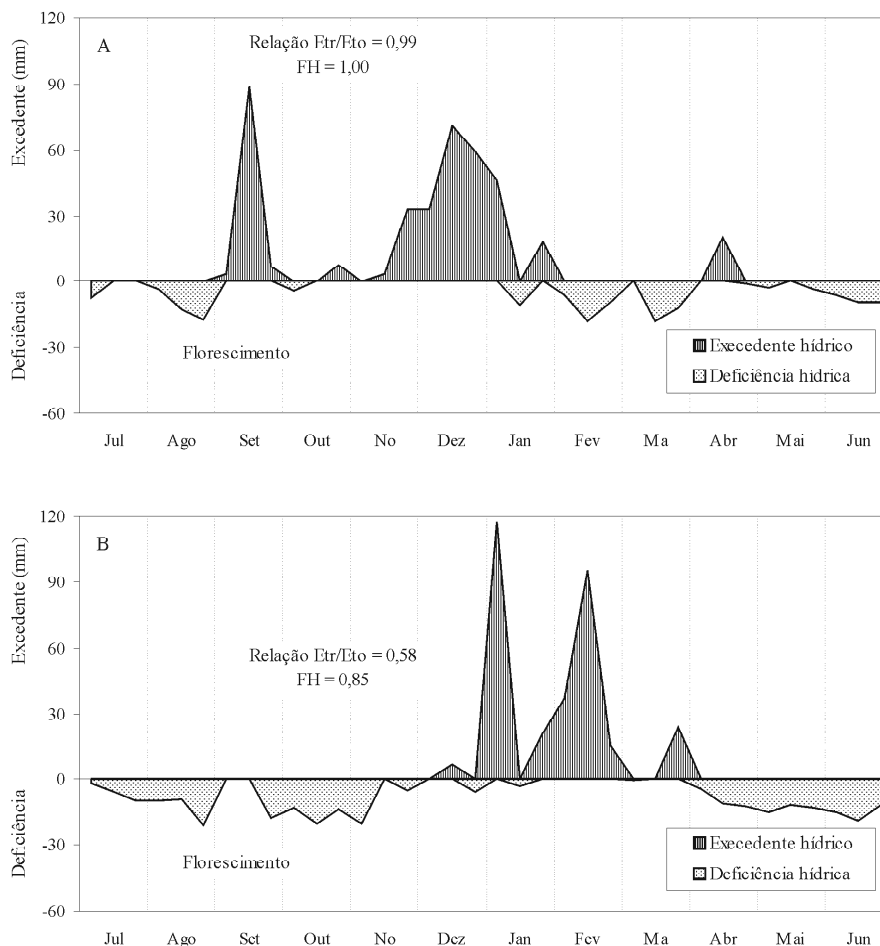 120
90
60
30
0
-30
-60
Excedente (mm)
Deficiência
A
Relação Etr/Eto = 0,99
FH = 1,00
Florescimento
Execedente hídrico
Deficiência hídrica
Jul Ago Set Out No Dez Jan Fev Ma Abr Mai Jun
120
90
60
30
0
-30
-60
Excedente (mm)
Deficiência
B
Relação Etr/Eto = 0,58
FH = 0,85
Florescimento
Execedente hídrico
Deficiência hídrica
Jul Ago Set Out No Dez Jan Fev Ma Abr Mai Jun